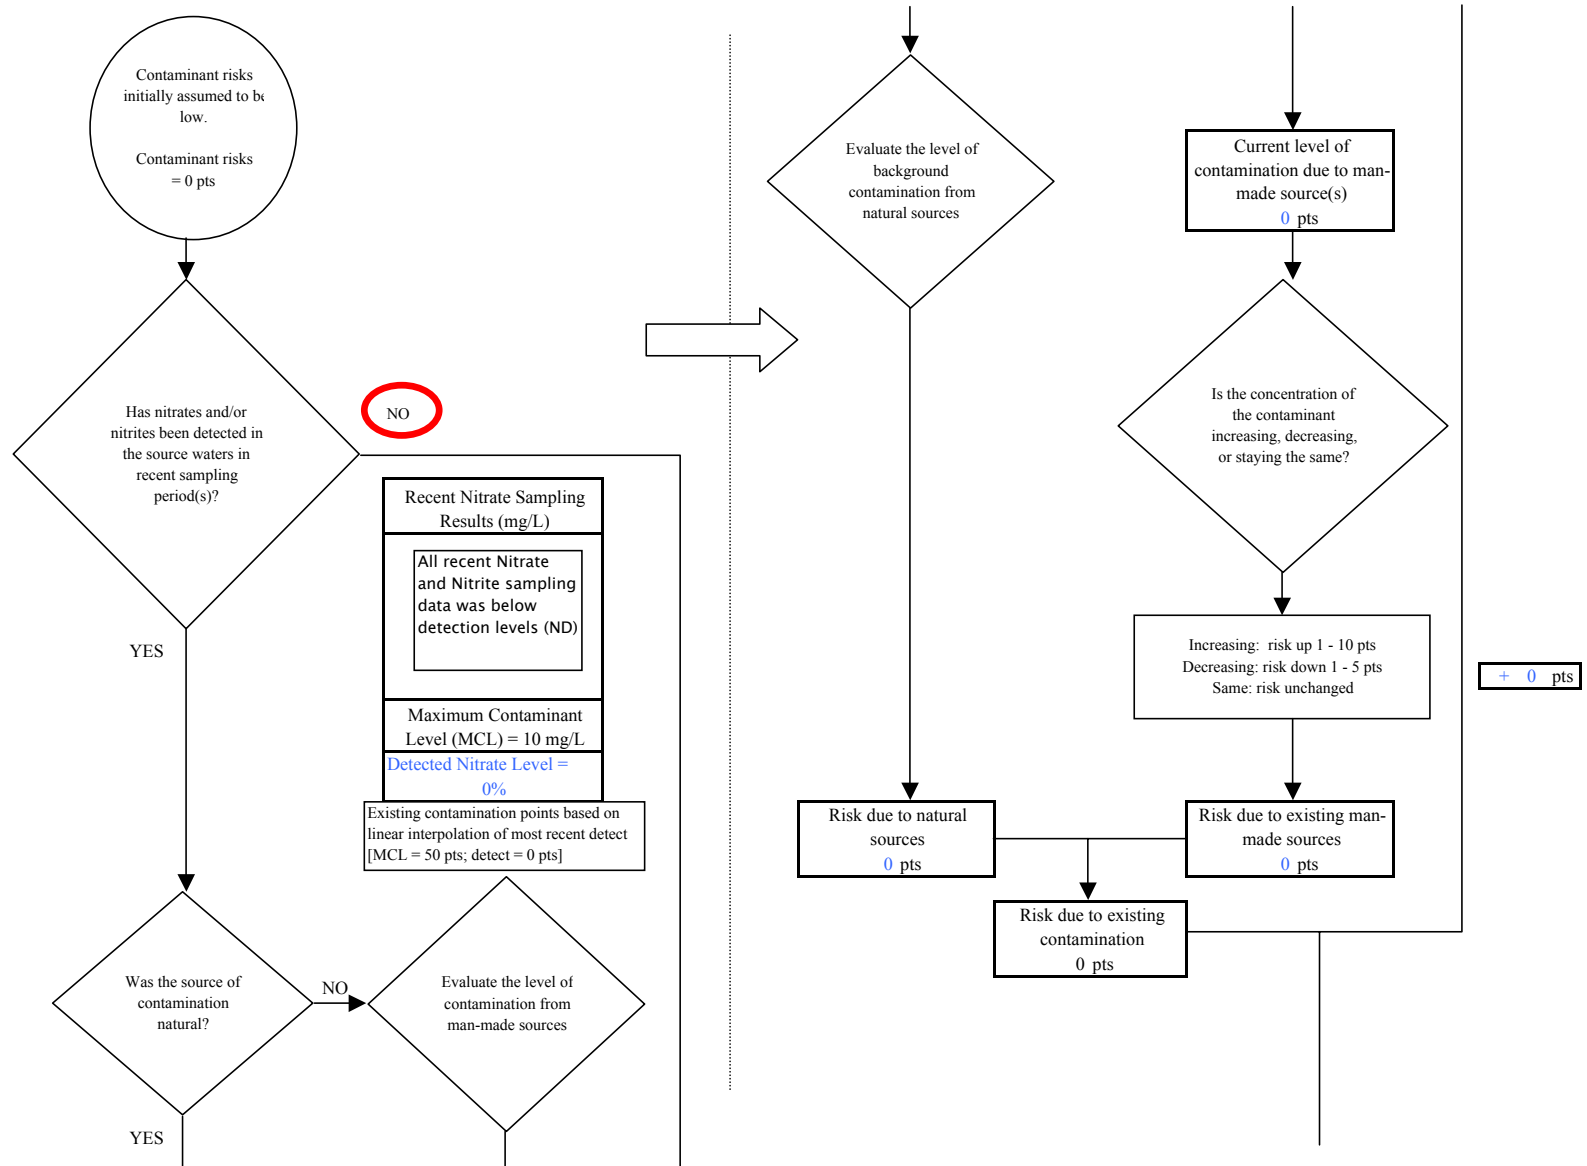 Contaminant risks
initially assumed to be
low.
Contaminant risks
= 0 pts
Has nitrates and/or
nitrites been detected in
the source waters in
recent sampling
period(s)?
NO
YES
Recent Nitrate Sampling
Results (mg/L)
All recent Nitrate
and Nitrite sampling
data was below
detection levels (ND)
Maximum Contaminant
Level (MCL) = 10 mg/L
Detected Nitrate Level =
0%
Existing contamination points based on
linear interpolation of most recent detect
[MCL = 50 pts; detect = 0 pts]
Was the source of
contamination
natural?
NO
YES
Evaluate the level of
contamination from
man-made sources
Evaluate the level of
background
contamination from
natural sources
Current level of
contamination due to man-
made source(s)
0 pts
Is the concentration of
the contaminant
increasing, decreasing,
or staying the same?
Increasing: risk up 1 - 10 pts
Decreasing: risk down 1 - 5 pts
Same: risk unchanged
+ 0 pts
Risk due to natural
sources
0 pts
Risk due to existing man-
made sources
0 pts
Risk due to existing
contamination
0 pts